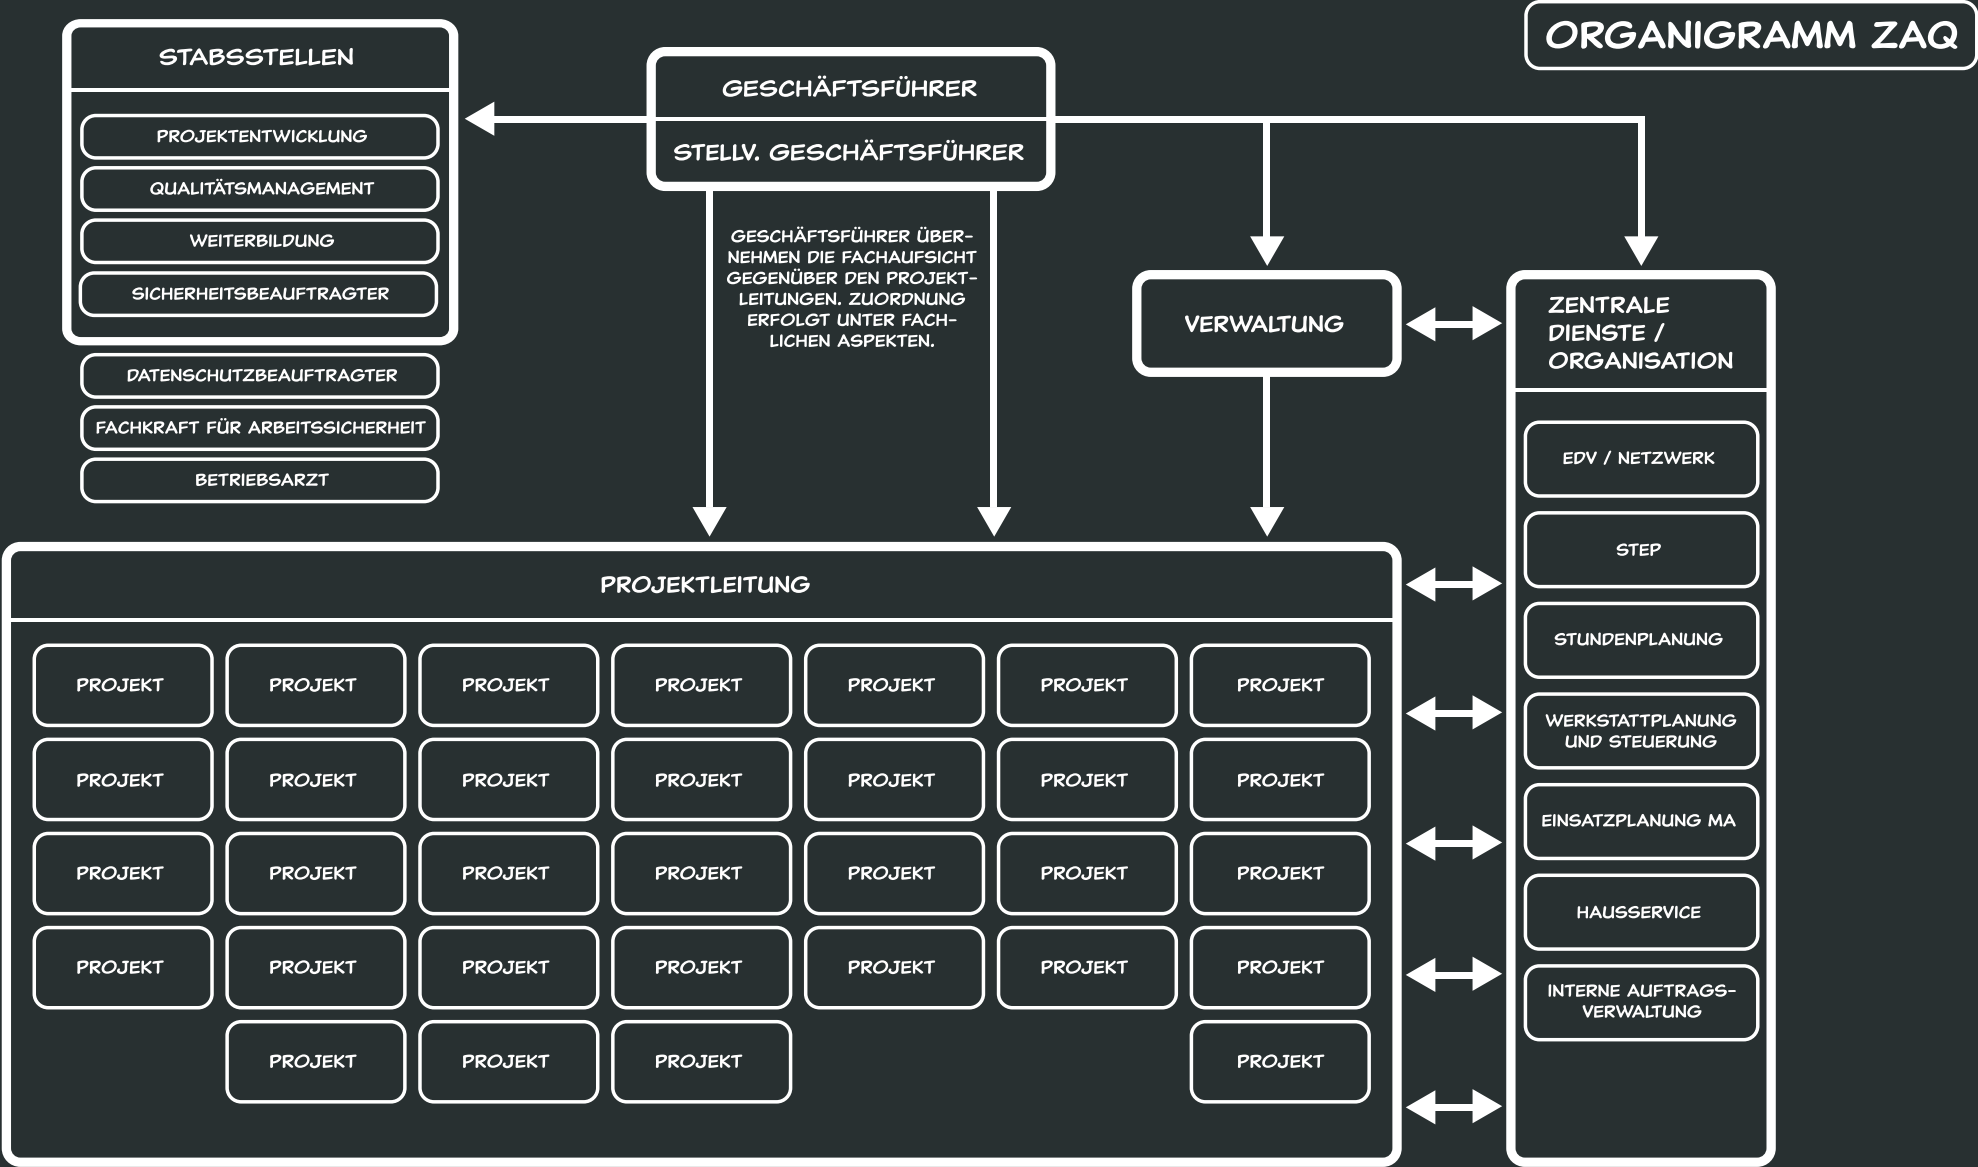 ORGANIGRAMM ZAQ
STABSSTELLEN
PROJEKTENTWICKLUNG
QUALITÄTSMANAGEMENT
WEITERBILDUNG
SICHERHEITSBEAUFTRAGTER
DATENSCHUTZBEAUFTRAGTER
FACHKRAFT FÜR ARBEITSSICHERHEIT
BETRIEBSARZT
GESCHÄFTSFÜHRER
STELLV. GESCHÄFTSFÜHRER
GESCHÄFTSFÜHRER ÜBER-
NEHMEN DIE FACHAUFSICHT
GEGENÜBER DEN PROJEKT-
LEITUNGEN. ZUORDNUNG
ERFOLGT UNTER FACH-
LICHEN ASPEKTEN.
VERWALTUNG
ZENTRALE
DIENSTE /
ORGANISATION
EDV / NETZWERK
STEP
STUNDENPLANUNG
WERKSTATTPLANUNG
UND STEUERUNG
EINSATZPLANUNG MA
HAUSSERVICE
INTERNE AUFTRAGS-
VERWALTUNG
PROJEKTLEITUNG
PROJEKT PROJEKT PROJEKT PROJEKT PROJEKT PROJEKT PROJEKT
PROJEKT PROJEKT PROJEKT PROJEKT PROJEKT PROJEKT PROJEKT
PROJEKT PROJEKT PROJEKT PROJEKT PROJEKT PROJEKT PROJEKT
PROJEKT PROJEKT PROJEKT PROJEKT PROJEKT PROJEKT PROJEKT
PROJEKT PROJEKT PROJEKT PROJEKT